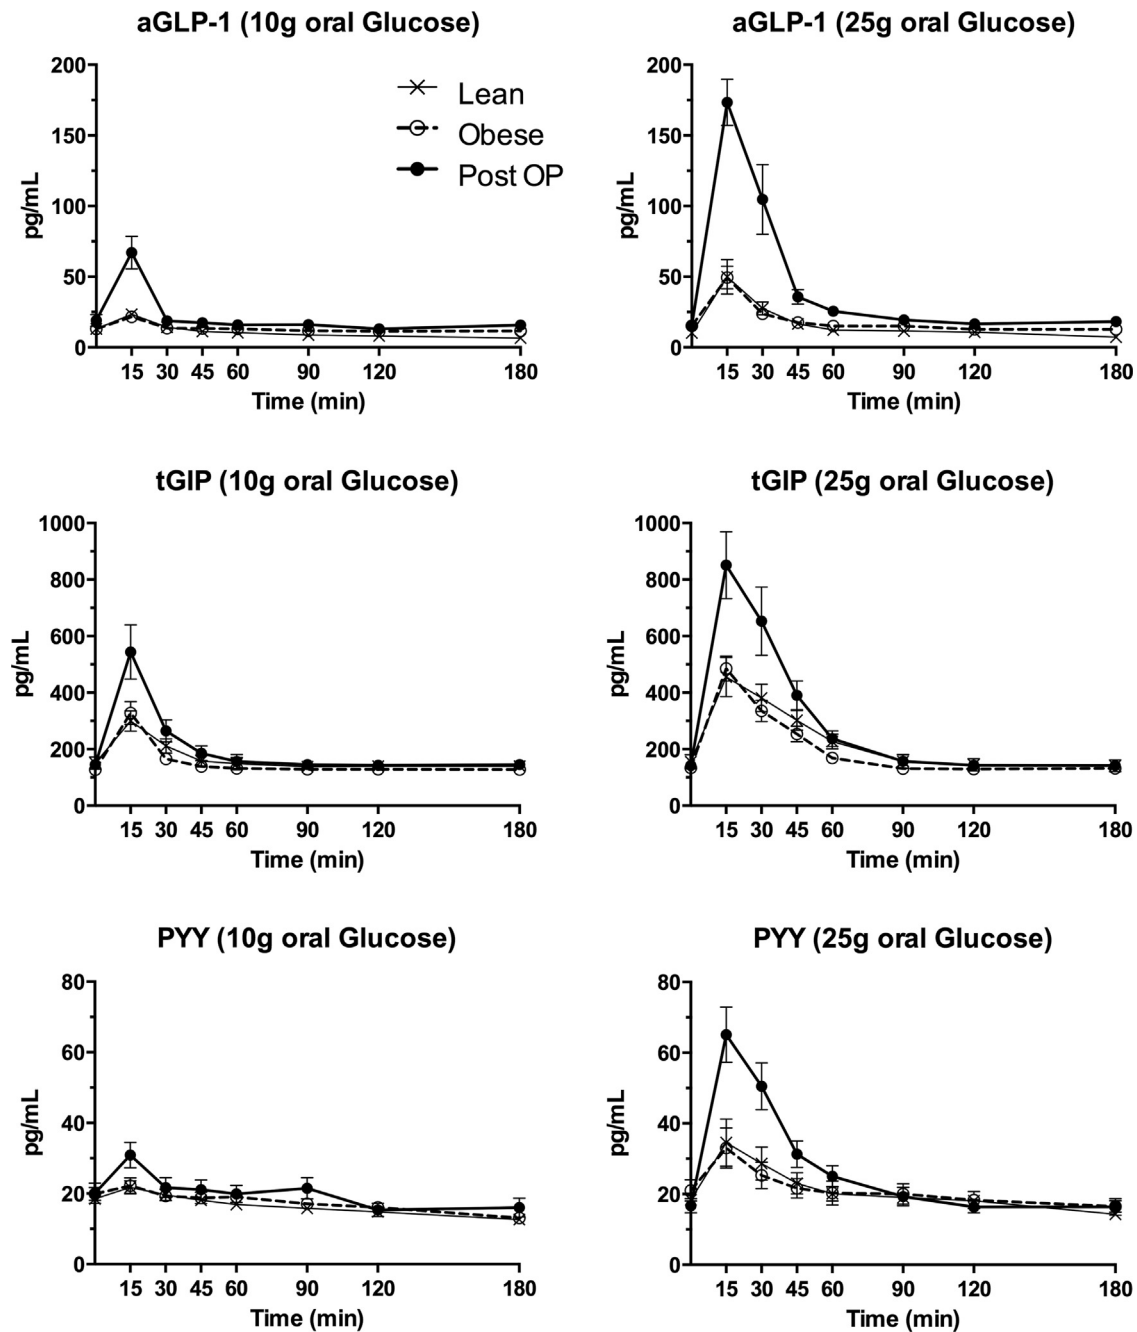 aGLP-1 (10g oral Glucose)
200
150
100
50
0
pg/mL
Lean
Obese
Post OP
15 30 45 60 90 120 180
Time (min)
aGLP-1 (25g oral Glucose)
200
150
100
50
0
pg/mL
15 30 45 60 90 120 180
Time (min)
tGIP (10g oral Glucose)
1000
800
600
400
200
0
pg/mL
15 30 45 60 90 120 180
Time (min)
tGIP (25g oral Glucose)
1000
800
600
400
200
0
pg/mL
15 30 45 60 90 120 180
Time (min)
PYY (10g oral Glucose)
80
60
40
20
0
pg/mL
15 30 45 60 90 120 180
Time (min)
PYY (25g oral Glucose)
80
60
40
20
0
pg/mL
15 30 45 60 90 120 180
Time (min)